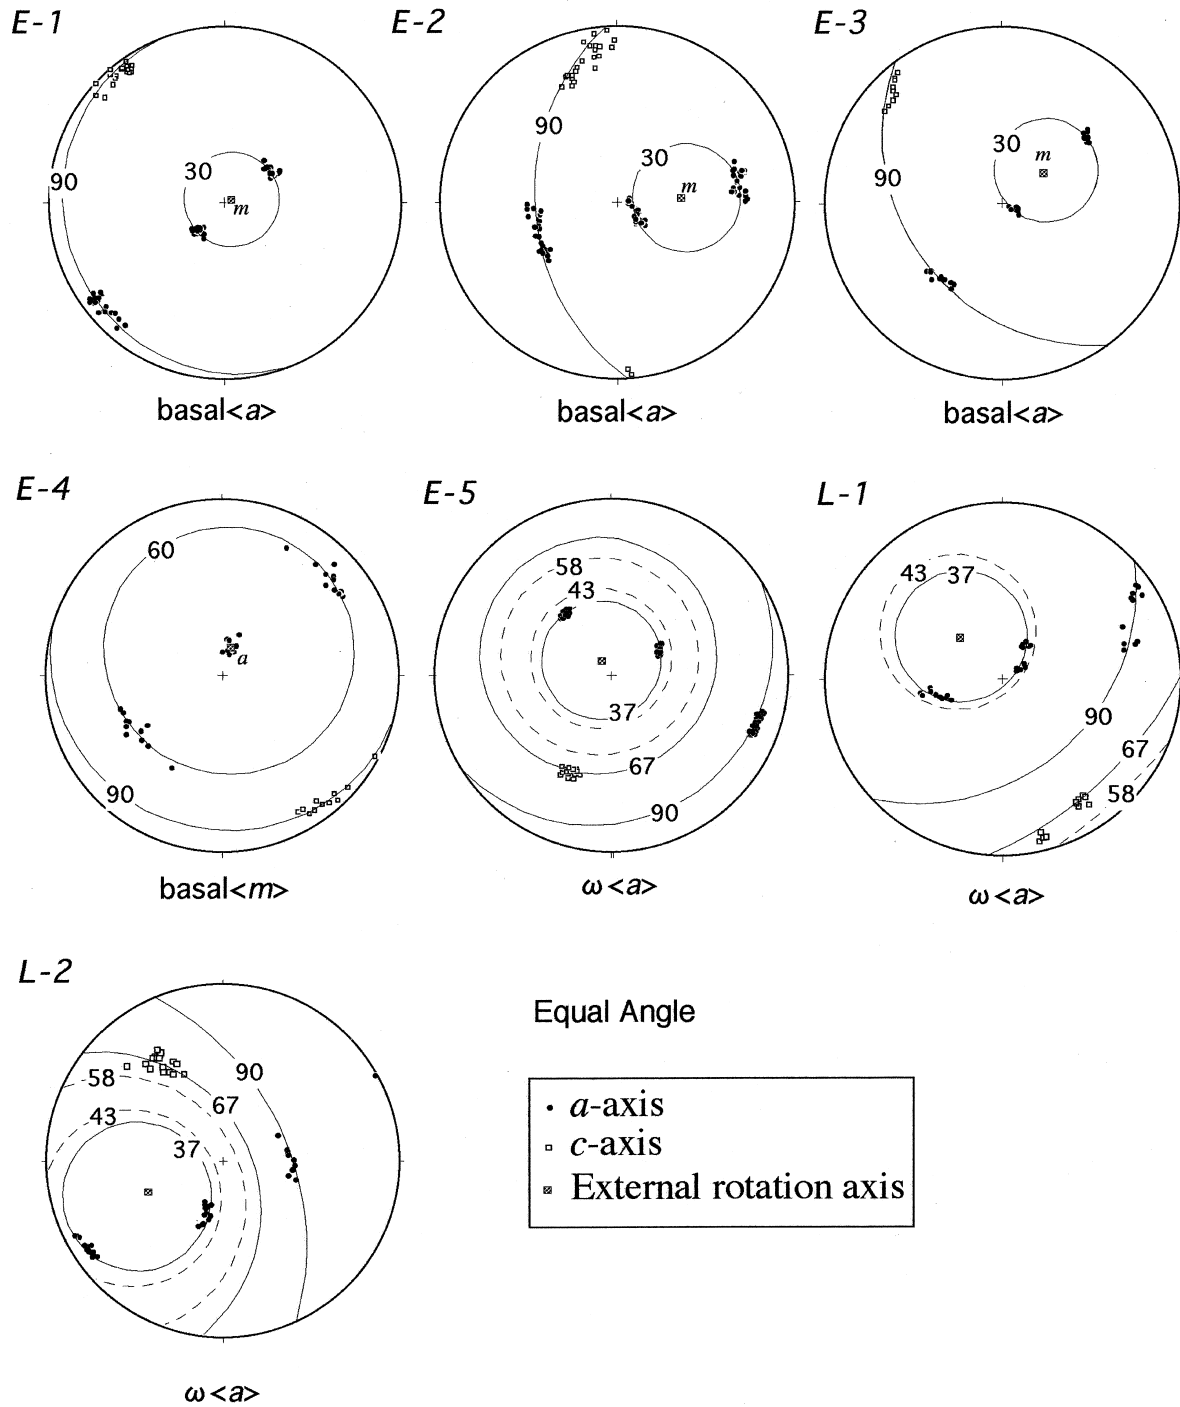 E-1
E-2
E-3
90
30
m
90
30
m
90
30
m
basal<a>
basal<a>
basal<a>
E-4
E-5
L-1
60
90
a
58
43
37
67
90
43
37
90
67
58
basal<m>
ω<a>
ω<a>
L-2
58
43
37
90
67
ω<a>
Equal Angle
a-axis
c-axis
External rotation axis